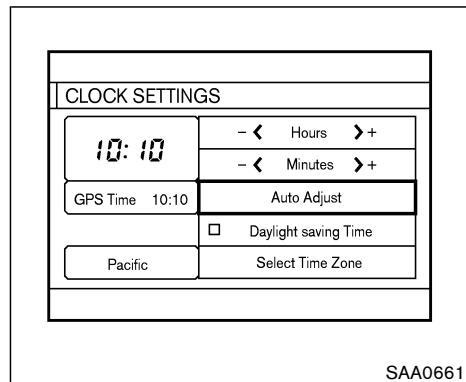 CLOCK SETTINGS
10:10
- ❮ Hours ❯ +
- ❮ Minutes ❯ +
GPS Time 10:10
Auto Adjust
Daylight saving Time
Pacific
Select Time Zone
SAA0661